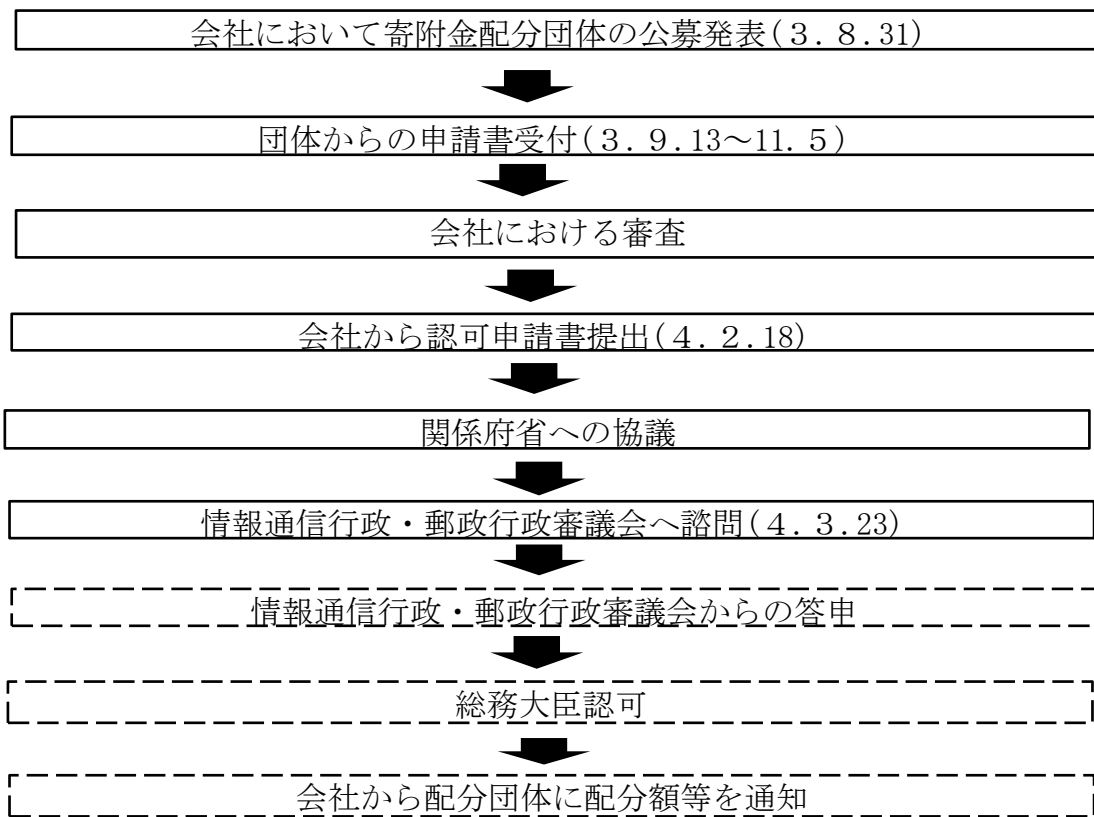 会社において寄附金配分団体の公募発表(３.８.31)
団体からの申請書受付(３.９.13～11.５)
会社における審査
会社から認可申請書提出(４.２.18)
関係府省への協議
情報通信行政・郵政行政審議会へ諮問(４.３.23)
情報通信行政・郵政行政審議会からの答申
総務大臣認可
会社から配分団体に配分額等を通知